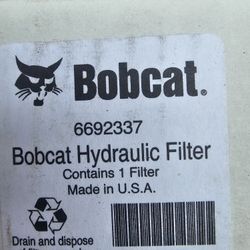 Bobcat.
6692337
Bobcat Hydraulic Filter
Contains 1 Filter
Made in U.S.A.
Drain and dispose